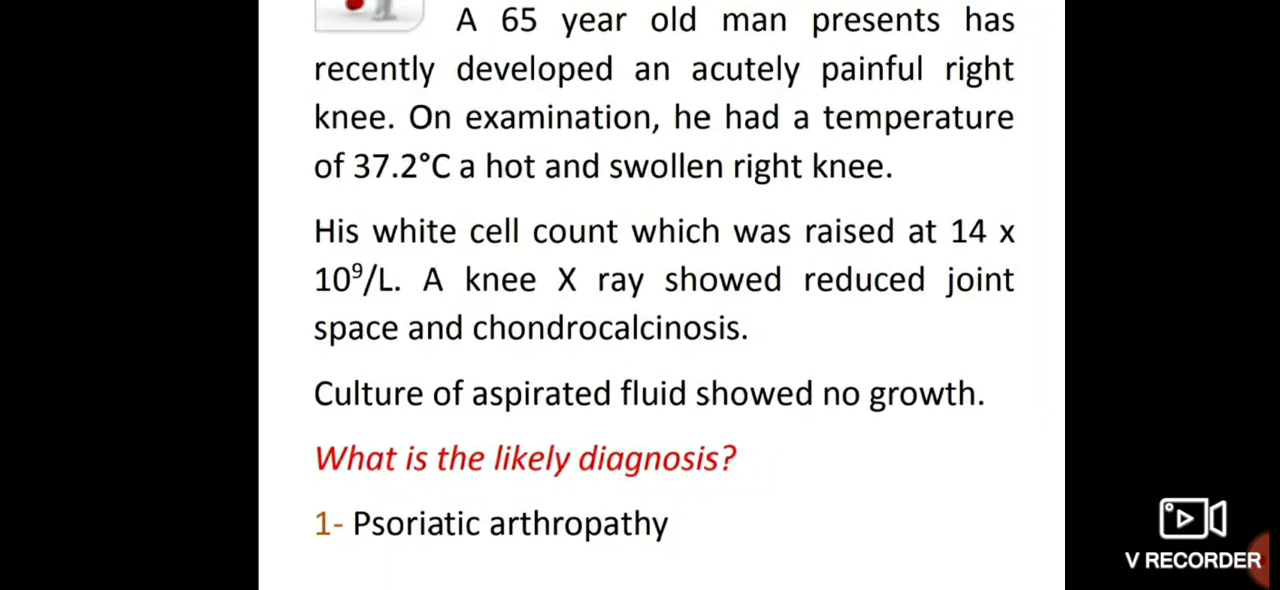 A 65 year old man presents has
recently developed an acutely painful right
knee. On examination, he had a temperature
of 37.2°C a hot and swollen right knee.
His white cell count which was raised at 14 x
10⁹/L. A knee X ray showed reduced joint
space and chondrocalcinosis.
Culture of aspirated fluid showed no growth.
What is the likely diagnosis?
1- Psoriatic arthropathy
V RECORDER